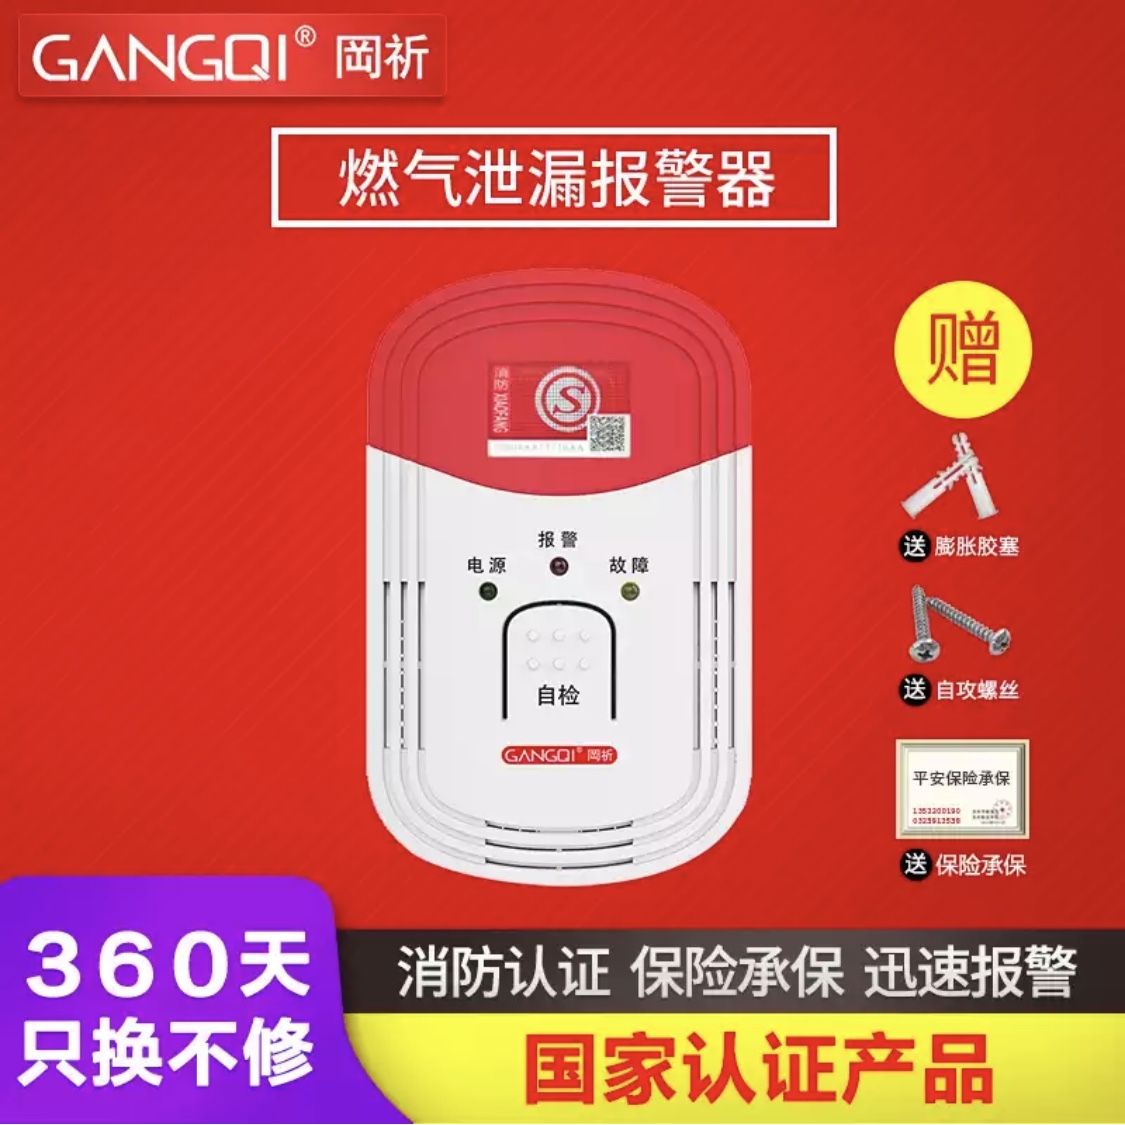 GANGQI® 岡祈
燃气泄漏报警器
赠
消防 XIAOFANG
S
报警
电源
故障
自检
GANGQI® 岡祈
送 膨胀胶塞
送 自攻螺丝
平安保险承保
送 保险承保
360天
只换不修
消防认证 保险承保 迅速报警
国家认证产品